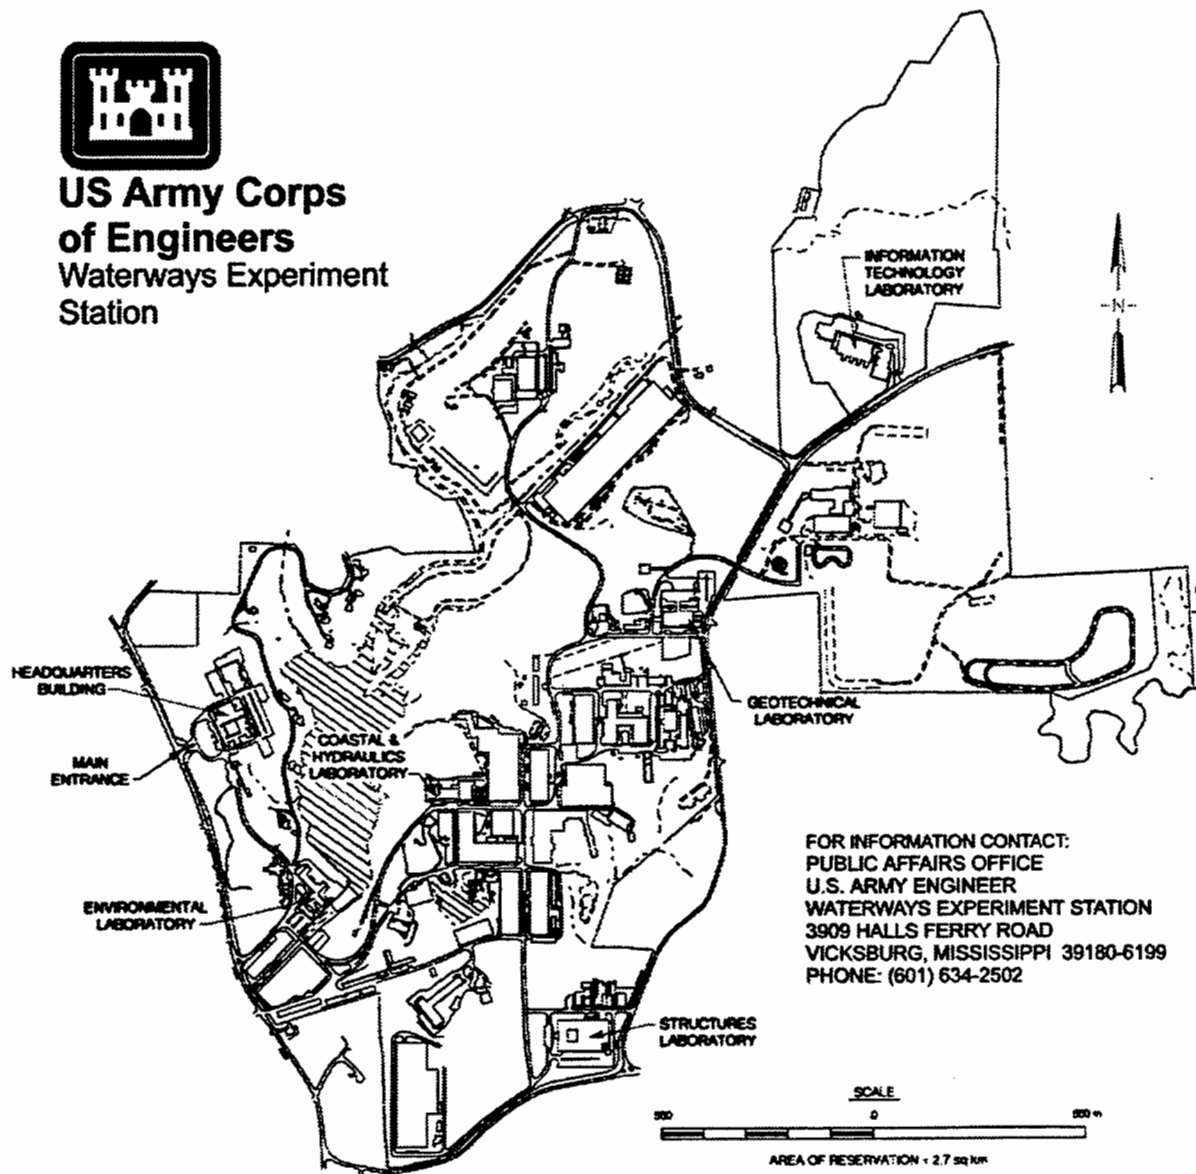 US Army Corps
of Engineers
Waterways Experiment
Station
INFORMATION
TECHNOLOGY
LABORATORY
N
HEADQUARTERS
BUILDING
MAIN
ENTRANCE
COASTAL &
HYDRAULICS
LABORATORY
GEOTECHNICAL
LABORATORY
ENVIRONMENTAL
LABORATORY
STRUCTURES
LABORATORY
FOR INFORMATION CONTACT:
PUBLIC AFFAIRS OFFICE
U.S. ARMY ENGINEER
WATERWAYS EXPERIMENT STATION
3909 HALLS FERRY ROAD
VICKSBURG, MISSISSIPPI 39180-6199
PHONE: (601) 634-2502
SCALE
0
AREA OF RESERVATION = 2.7 sq km